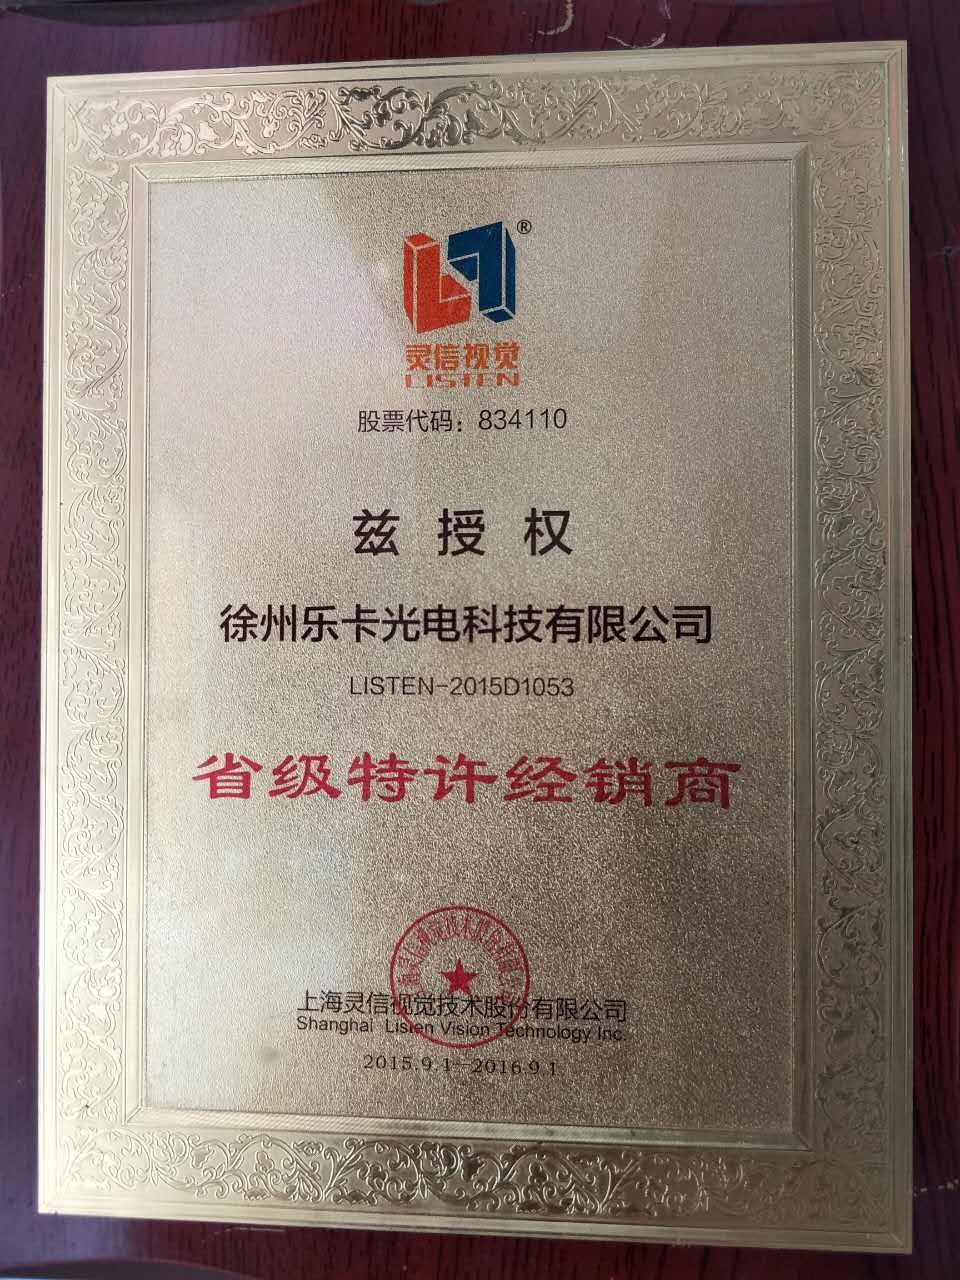 ®
灵信视觉
LISTEN
股票代码：834110
兹授权
徐州乐卡光电科技有限公司
LISTEN-2015D1053
省级特许经销商
上海灵信视觉技术股份有限公司
Shanghai Listen Vision Technology Inc.
2015.9.1-2016 9 1